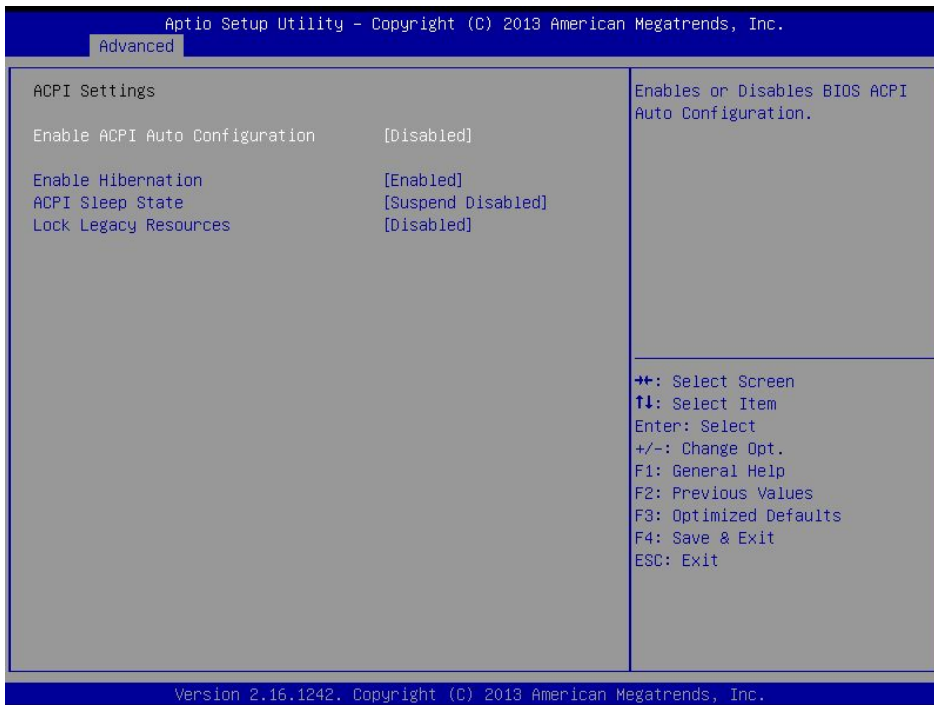 Aptio Setup Utility – Copyright (C) 2013 American Megatrends, Inc.
Advanced
ACPI Settings
Enable ACPI Auto Configuration [Disabled]
Enable Hibernation [Enabled]
ACPI Sleep State [Suspend Disabled]
Lock Legacy Resources [Disabled]
Enables or Disables BIOS ACPI
Auto Configuration.
→←: Select Screen
↑↓: Select Item
Enter: Select
+/-: Change Opt.
F1: General Help
F2: Previous Values
F3: Optimized Defaults
F4: Save & Exit
ESC: Exit
Version 2.16.1242. Copyright (C) 2013 American Megatrends, Inc.